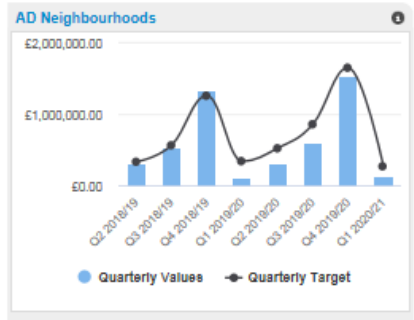 AD Neighbourhoods
£2,000,000.00
£1,000,000.00
£0.00
Q2 2018/19
Q3 2018/19
Q4 2018/19
Q1 2019/20
Q2 2019/20
Q3 2019/20
Q4 2019/20
Q1 2020/21
Quarterly Values
Quarterly Target